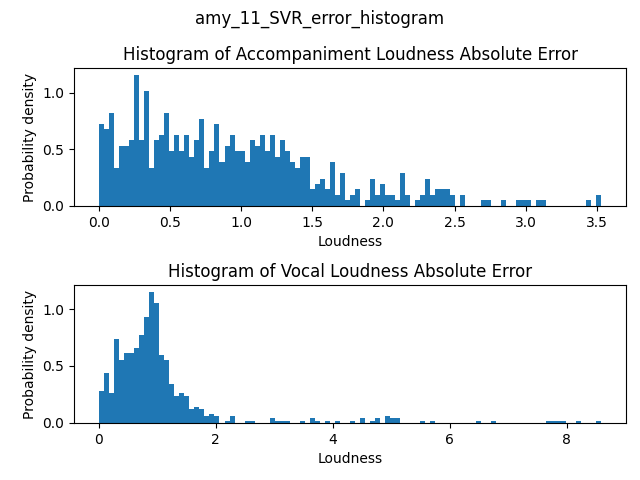 amy_11_SVR_error_histogram
Histogram of Accompaniment Loudness Absolute Error
Probability density
1.0
0.5
0.0
0.0 0.5 1.0 1.5 2.0 2.5 3.0 3.5
Loudness
Histogram of Vocal Loudness Absolute Error
Probability density
1.0
0.5
0.0
0 2 4 6 8
Loudness